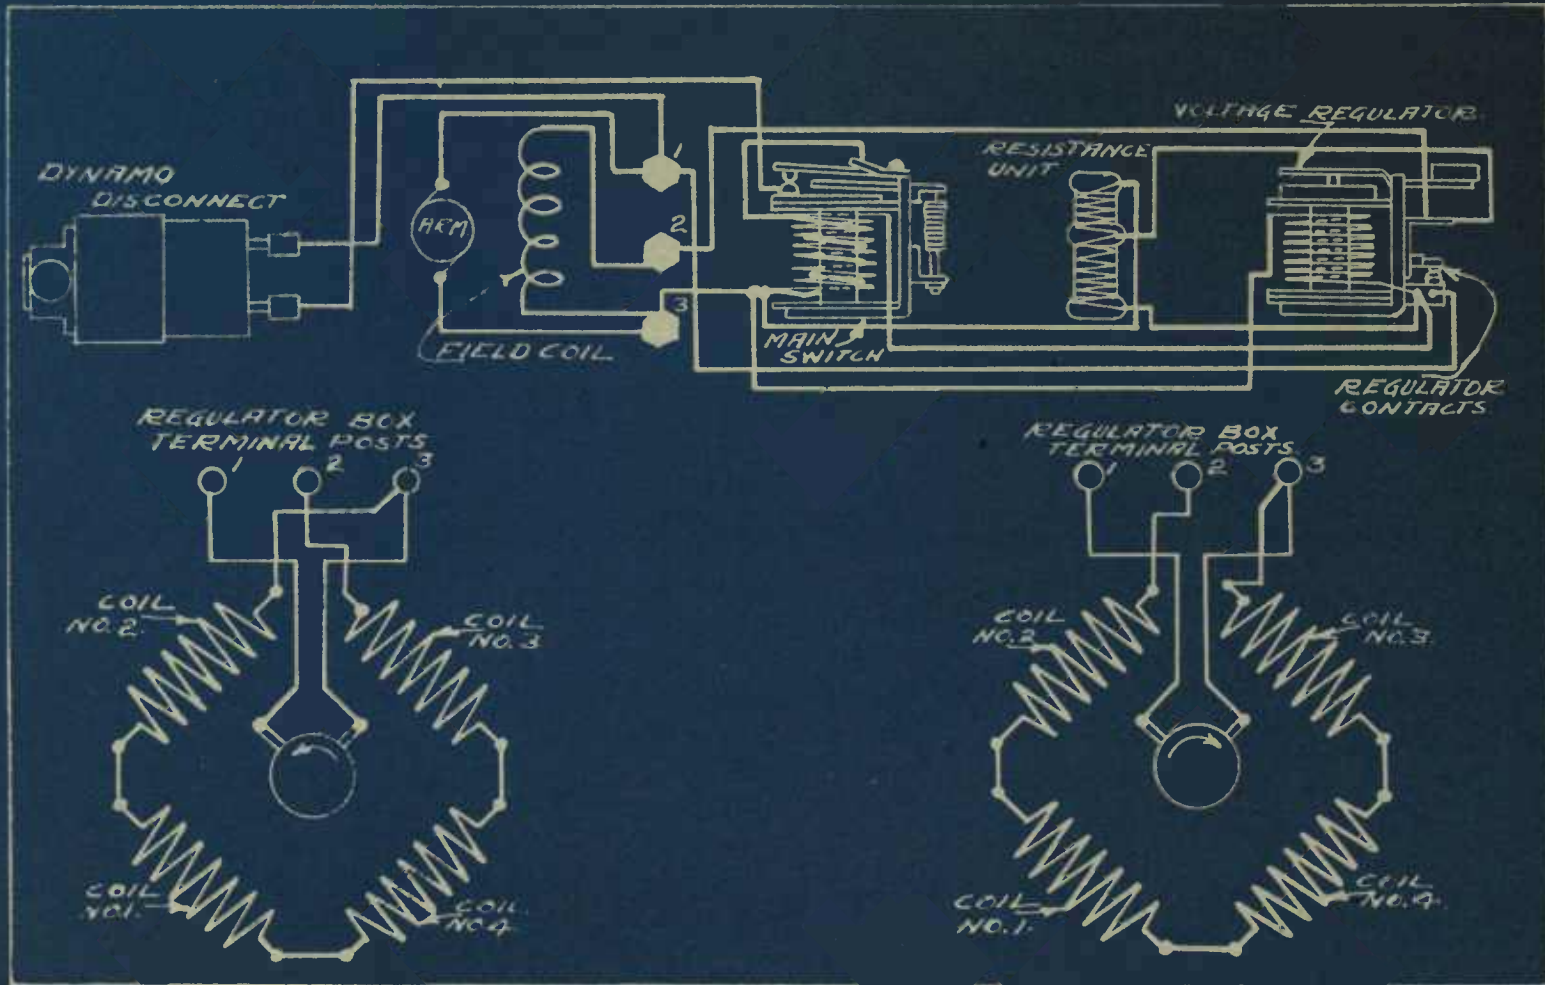 VOLTAGE REGULATOR
DYNAMO
DISCONNECT
ARM
1
2
3
RESISTANCE
UNIT
FIELD COIL
MAIN
SWITCH
REGULATOR
CONTACTS
REGULATOR BOX
TERMINAL POSTS
1
2
3
COIL
NO. 2.
COIL
NO. 3
COIL
NO. 1.
COIL
NO. 4
REGULATOR BOX
TERMINAL POSTS
1
2
3
COIL
NO. 2
COIL
NO. 3
COIL
NO. 1.
COIL
NO. 4.